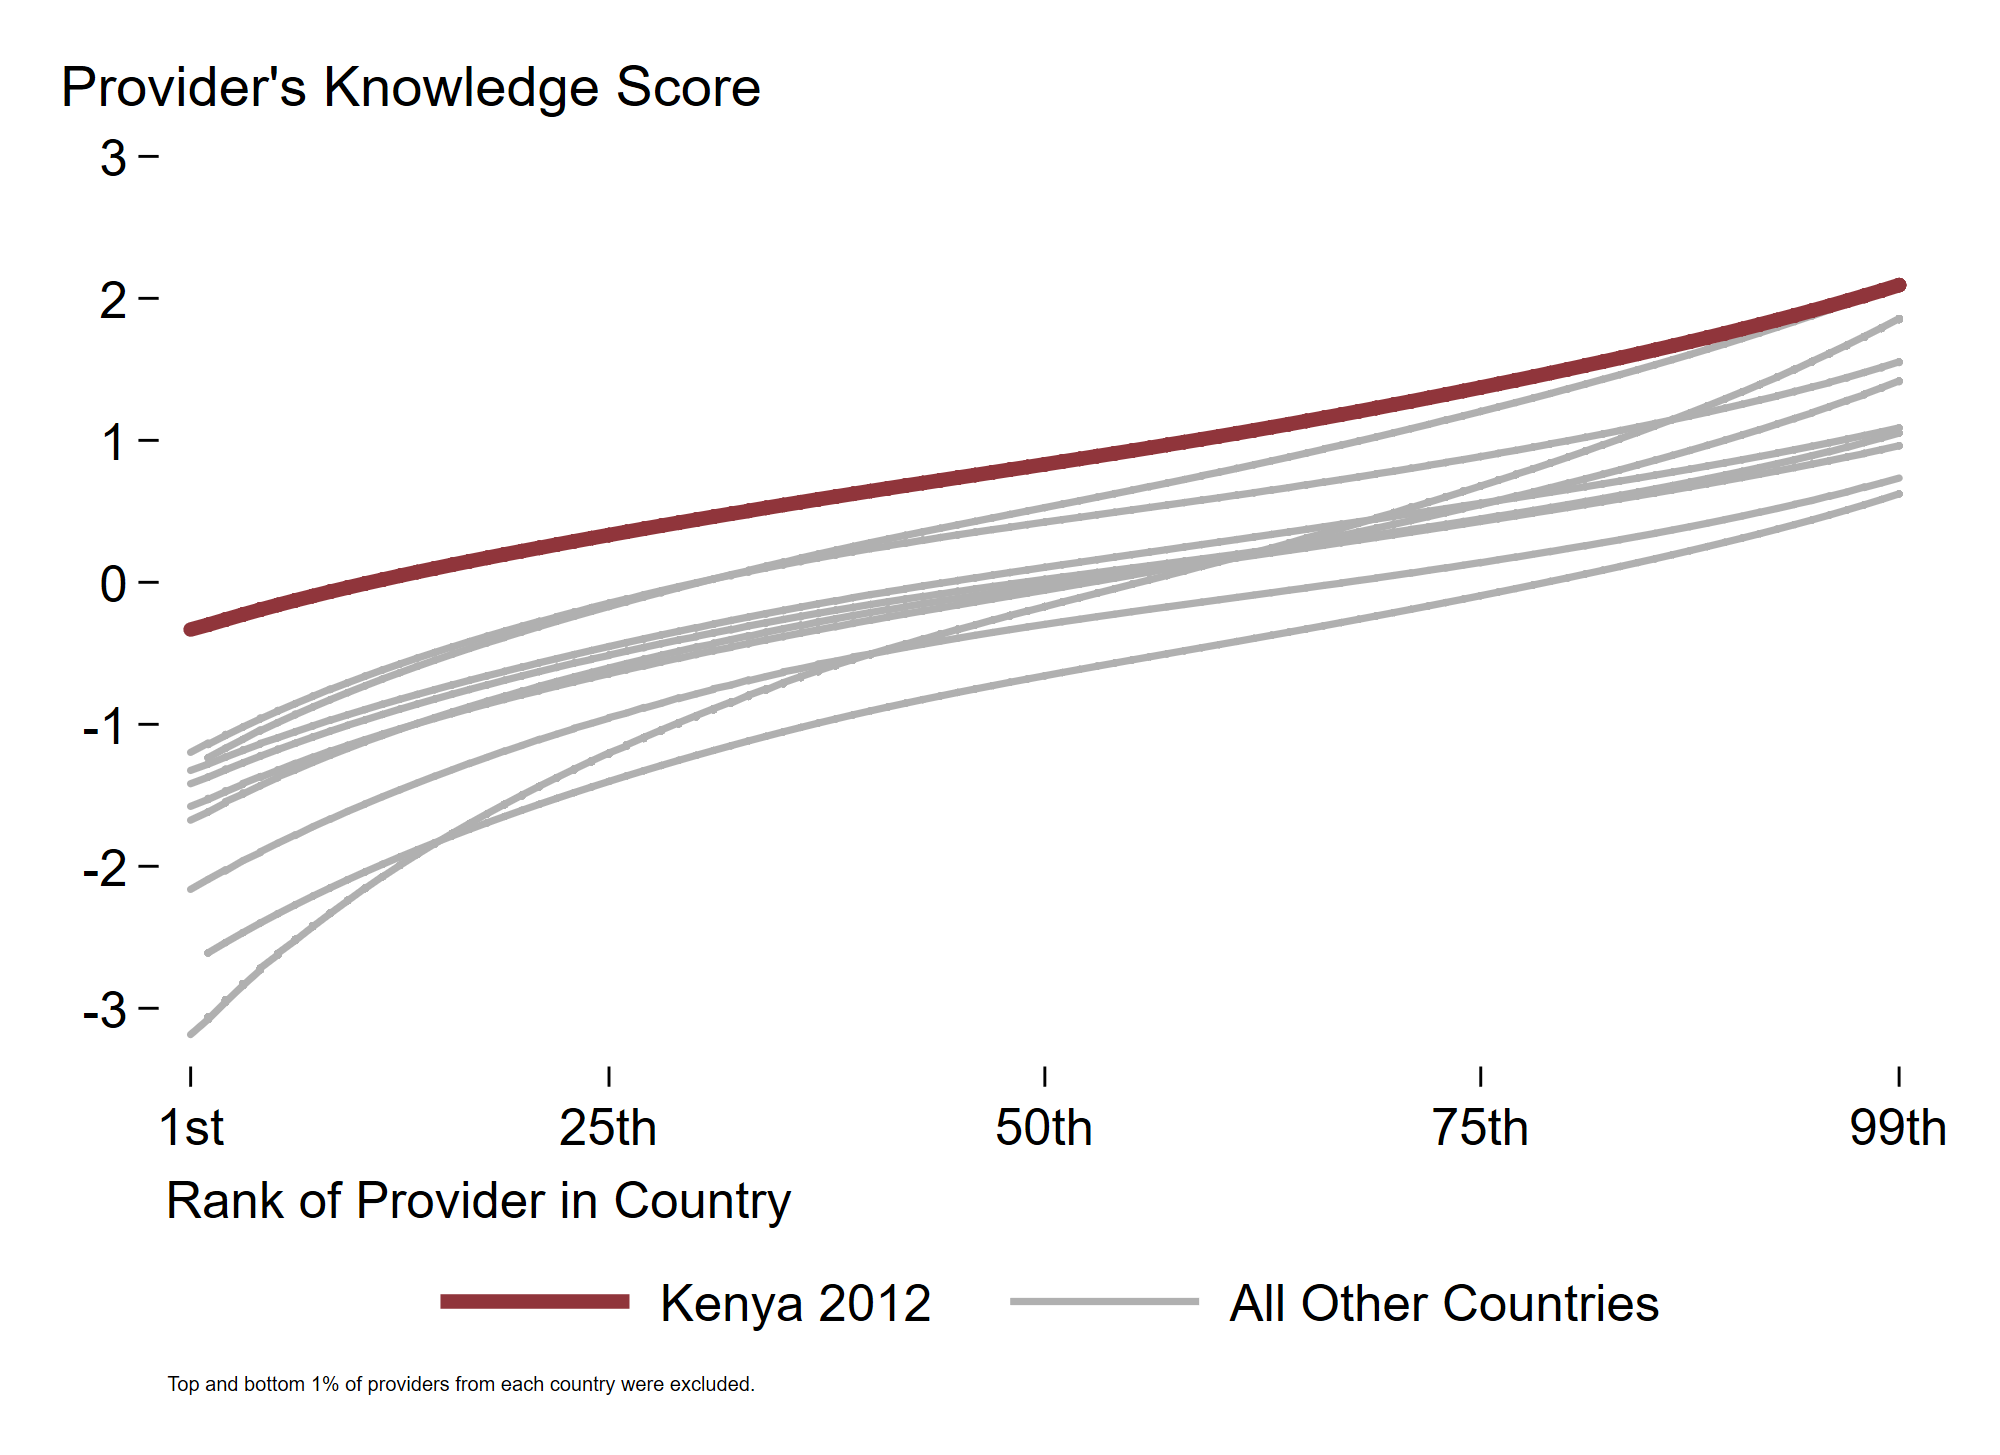 Provider's Knowledge Score
3
2
1
0
-1
-2
-3
1st 25th 50th 75th 99th
Rank of Provider in Country
Kenya 2012 All Other Countries
Top and bottom 1% of providers from each country were excluded.